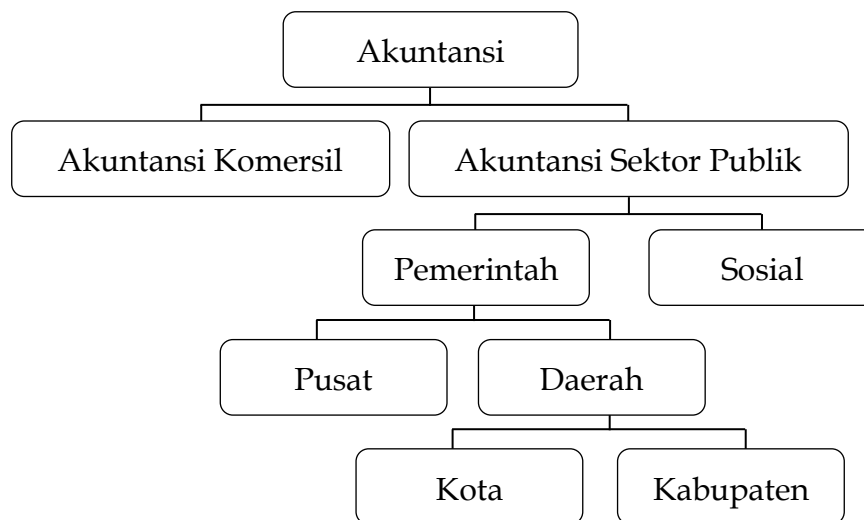 Akuntansi
Akuntansi Komersil
Akuntansi Sektor Publik
Pemerintah
Sosial
Pusat
Daerah
Kota
Kabupaten